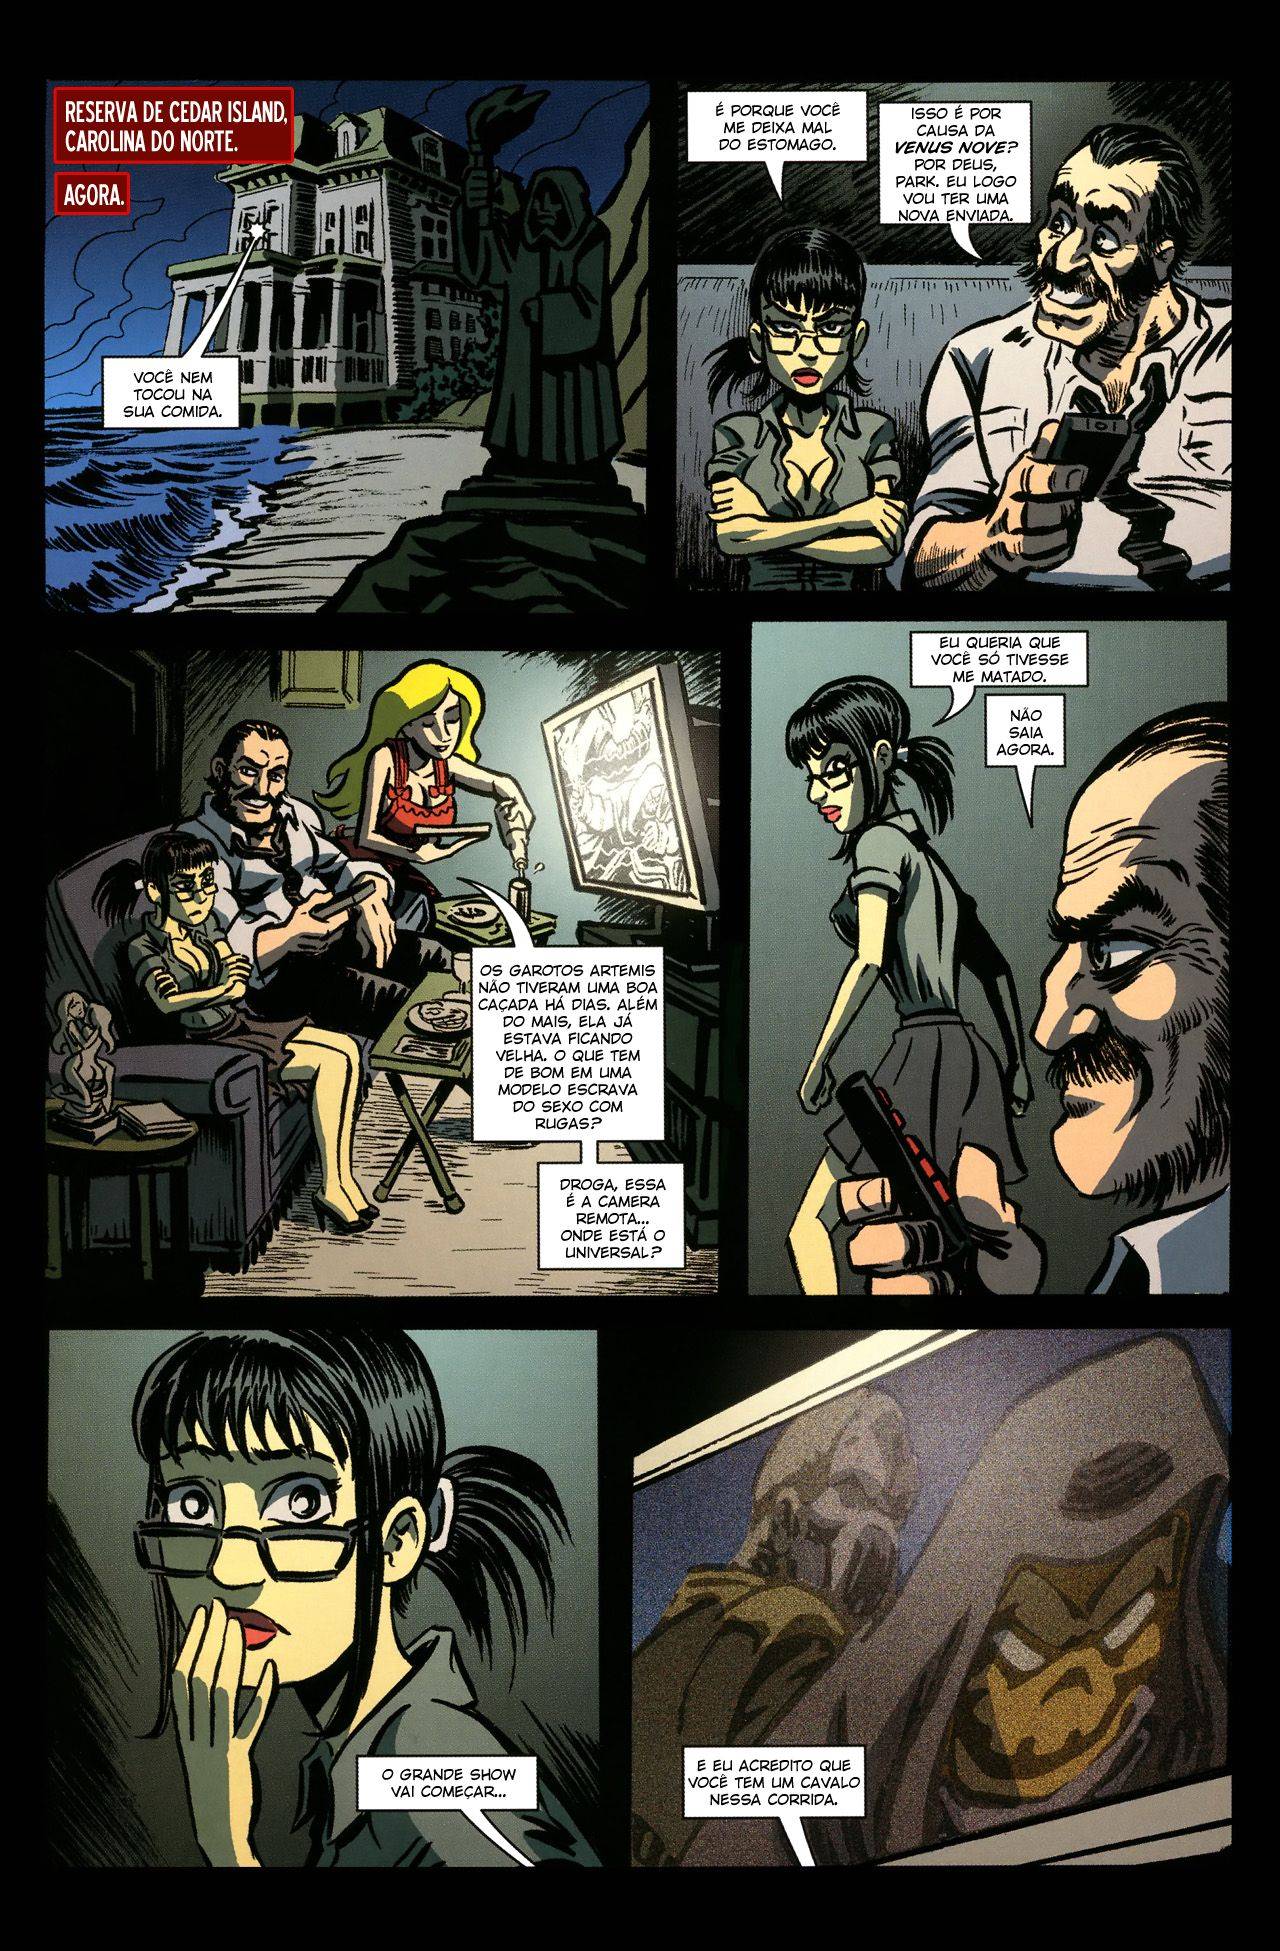 RESERVA DE CEDAR ISLAND,
CAROLINA DO NORTE.
AGORA.
VOCÊ NEM
TOCOU NA
SUA COMIDA.
É PORQUE VOCÊ
ME DEIXA MAL
DO ESTOMAGO.
ISSO É POR
CAUSA DA
VENUS NOVE?
POR DEUS,
PARK. EU LOGO
VOU TER UMA
NOVA ENVIADA.
OS GAROTOS ARTEMIS
NÃO TIVERAM UMA BOA
CAÇADA HÁ DIAS. ALÉM
DO MAIS, ELA JÁ
ESTAVA FICANDO
VELHA. O QUE TEM
DE BOM EM UMA
MODELO ESCRAVA
DO SEXO COM
RUGAS?
DROGA, ESSA
É A CAMERA
REMOTA...
ONDE ESTÁ O
UNIVERSAL?
EU QUERIA QUE
VOCÊ SÓ TIVESSE
ME MATADO.
NÃO
SAIA
AGORA.
O GRANDE SHOW
VAI COMEÇAR...
E EU ACREDITO QUE
VOCÊ TEM UM CAVALO
NESSA CORRIDA.